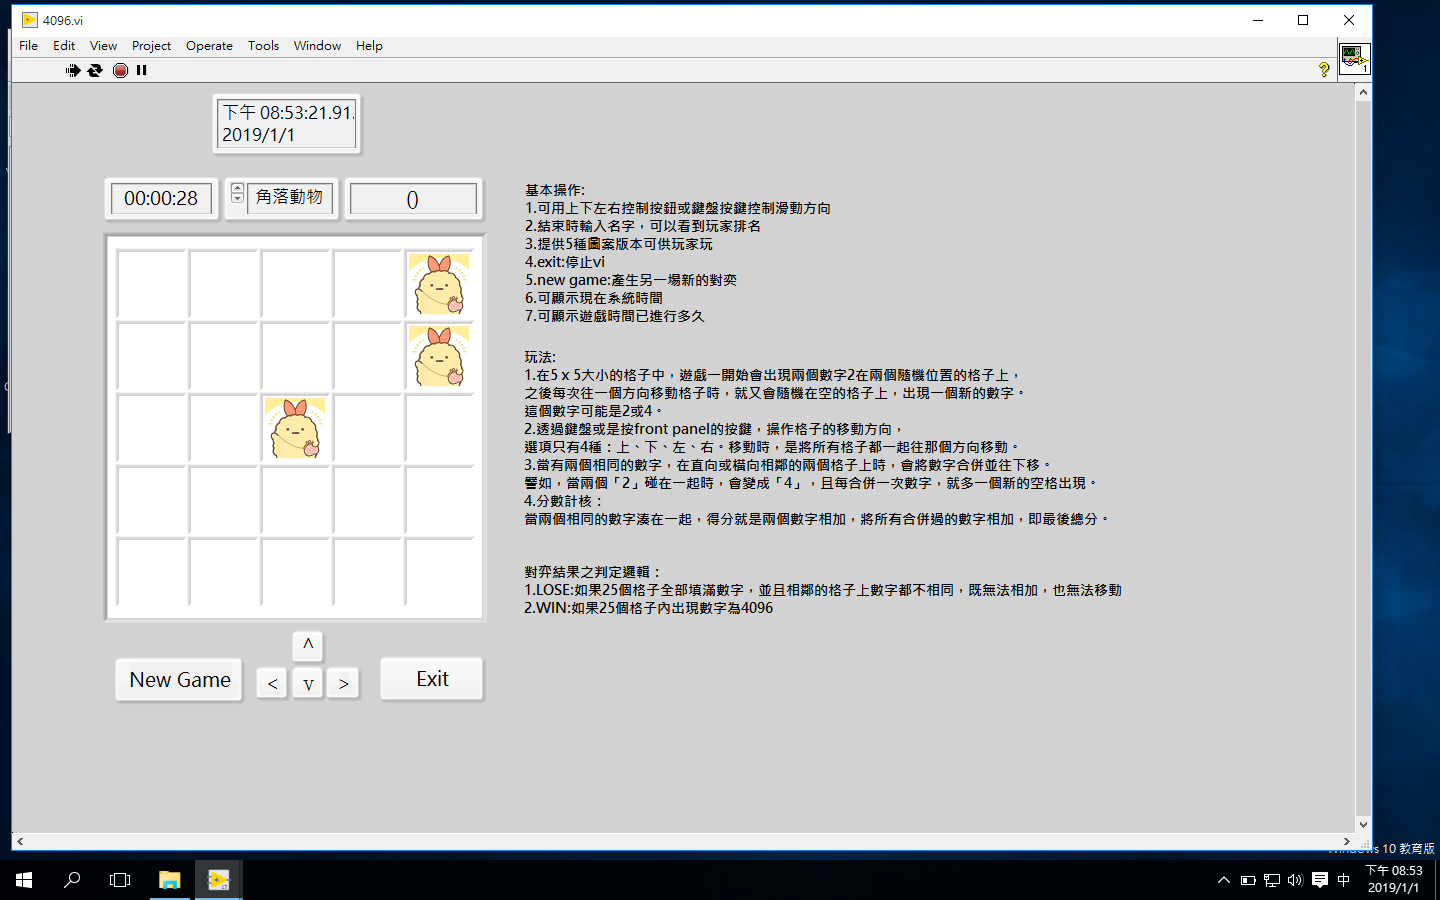 4096.vi
File Edit View Project Operate Tools Window Help
1
下午 08:53:21.91
2019/1/1
00:00:28
角落動物
0
基本操作:
1.可用上下左右控制按鈕或鍵盤按鍵控制滑動方向
2.結束時輸入名字，可以看到玩家排名
3.提供5種圖案版本可供玩家玩
4.exit:停止vi
5.new game:產生另一場新的對奕
6.可顯示現在系統時間
7.可顯示遊戲時間已進行多久
玩法:
1.在5 x 5大小的格子中，遊戲一開始會出現兩個數字2在兩個隨機位置的格子上，
之後每次往一個方向移動格子時，就又會隨機在空的格子上，出現一個新的數字。
這個數字可能是2或4。
2.透過鍵盤或是按front panel的按鍵，操作格子的移動方向，
選項只有4種：上、下、左、右。移動時，是將所有格子都一起往那個方向移動。
3.當有兩個相同的數字，在直向或橫向相鄰的兩個格子上時，會將數字合併並往下移。
譬如，當兩個「2」碰在一起時，會變成「4」，且每合併一次數字，就多一個新的空格出現。
4.分數計核：
當兩個相同的數字湊在一起，得分就是兩個數字相加，將所有合併過的數字相加，即最後總分。
對弈結果之判定邏輯：
1.LOSE:如果25個格子全部填滿數字，並且相鄰的格子上數字都不相同，既無法相加，也無法移動
2.WIN:如果25個格子內出現數字為4096
^
New Game < v > Exit
Windows 10 教育版
中
下午 08:53
2019/1/1